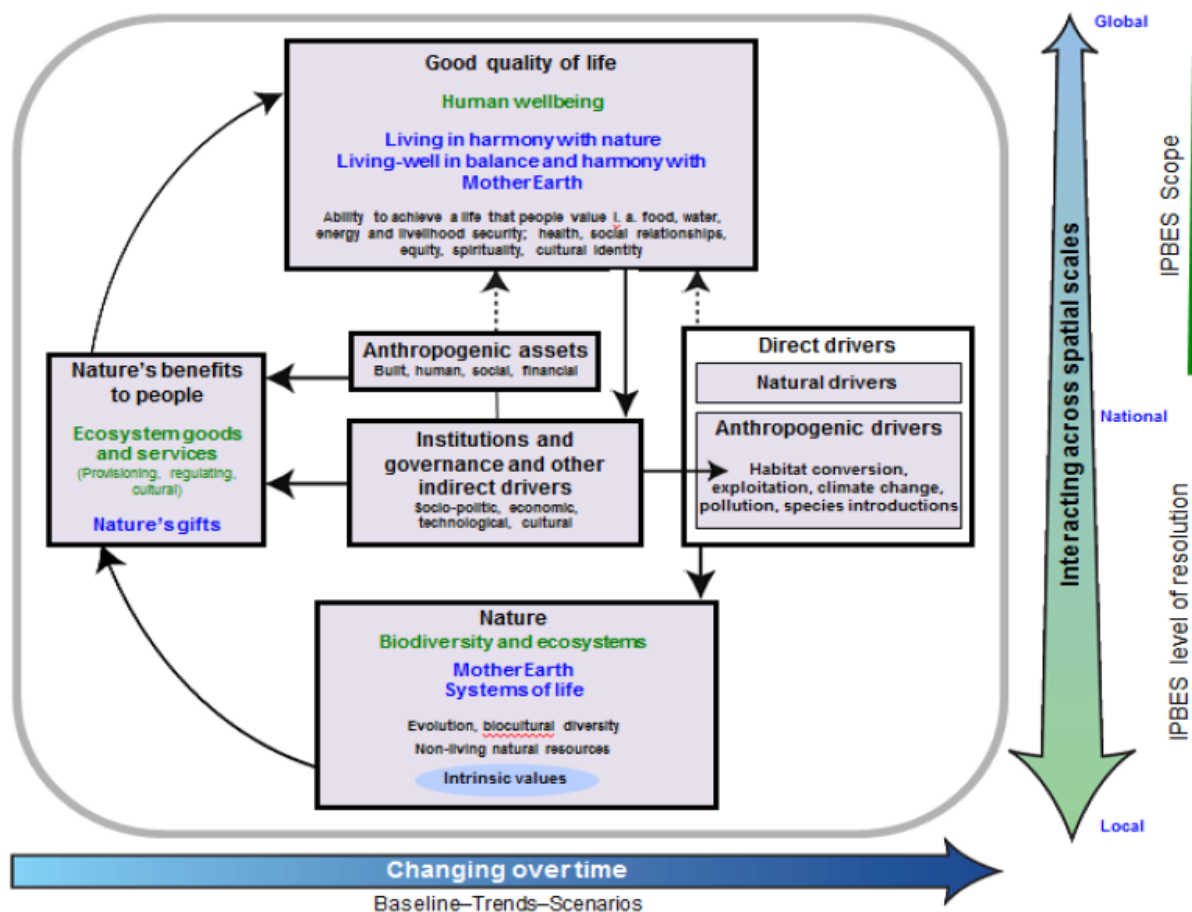 Good quality of life
Human wellbeing
Living in harmony with nature
Living-well in balance and harmony with
Mother Earth
Ability to achieve a life that people value i. a. food, water,
energy and livelihood security; health, social relationships,
equity, spirituality, cultural identity
Anthropogenic assets
Built, human, social, financial
Nature's benefits
to people
Ecosystem goods
and services
(Provisioning, regulating,
cultural)
Nature's gifts
Institutions and
governance and other
indirect drivers
Socio-politic, economic,
technological, cultural
Direct drivers
Natural drivers
Anthropogenic drivers
Habitat conversion,
exploitation, climate change,
pollution, species introductions
Nature
Biodiversity and ecosystems
Mother Earth
Systems of life
Evolution, biocultural diversity
Non-living natural resources
Intrinsic values
Changing over time
Baseline–Trends–Scenarios
Global
National
Local
Interacting across spatial scales
IPBES Scope
IPBES level of resolution